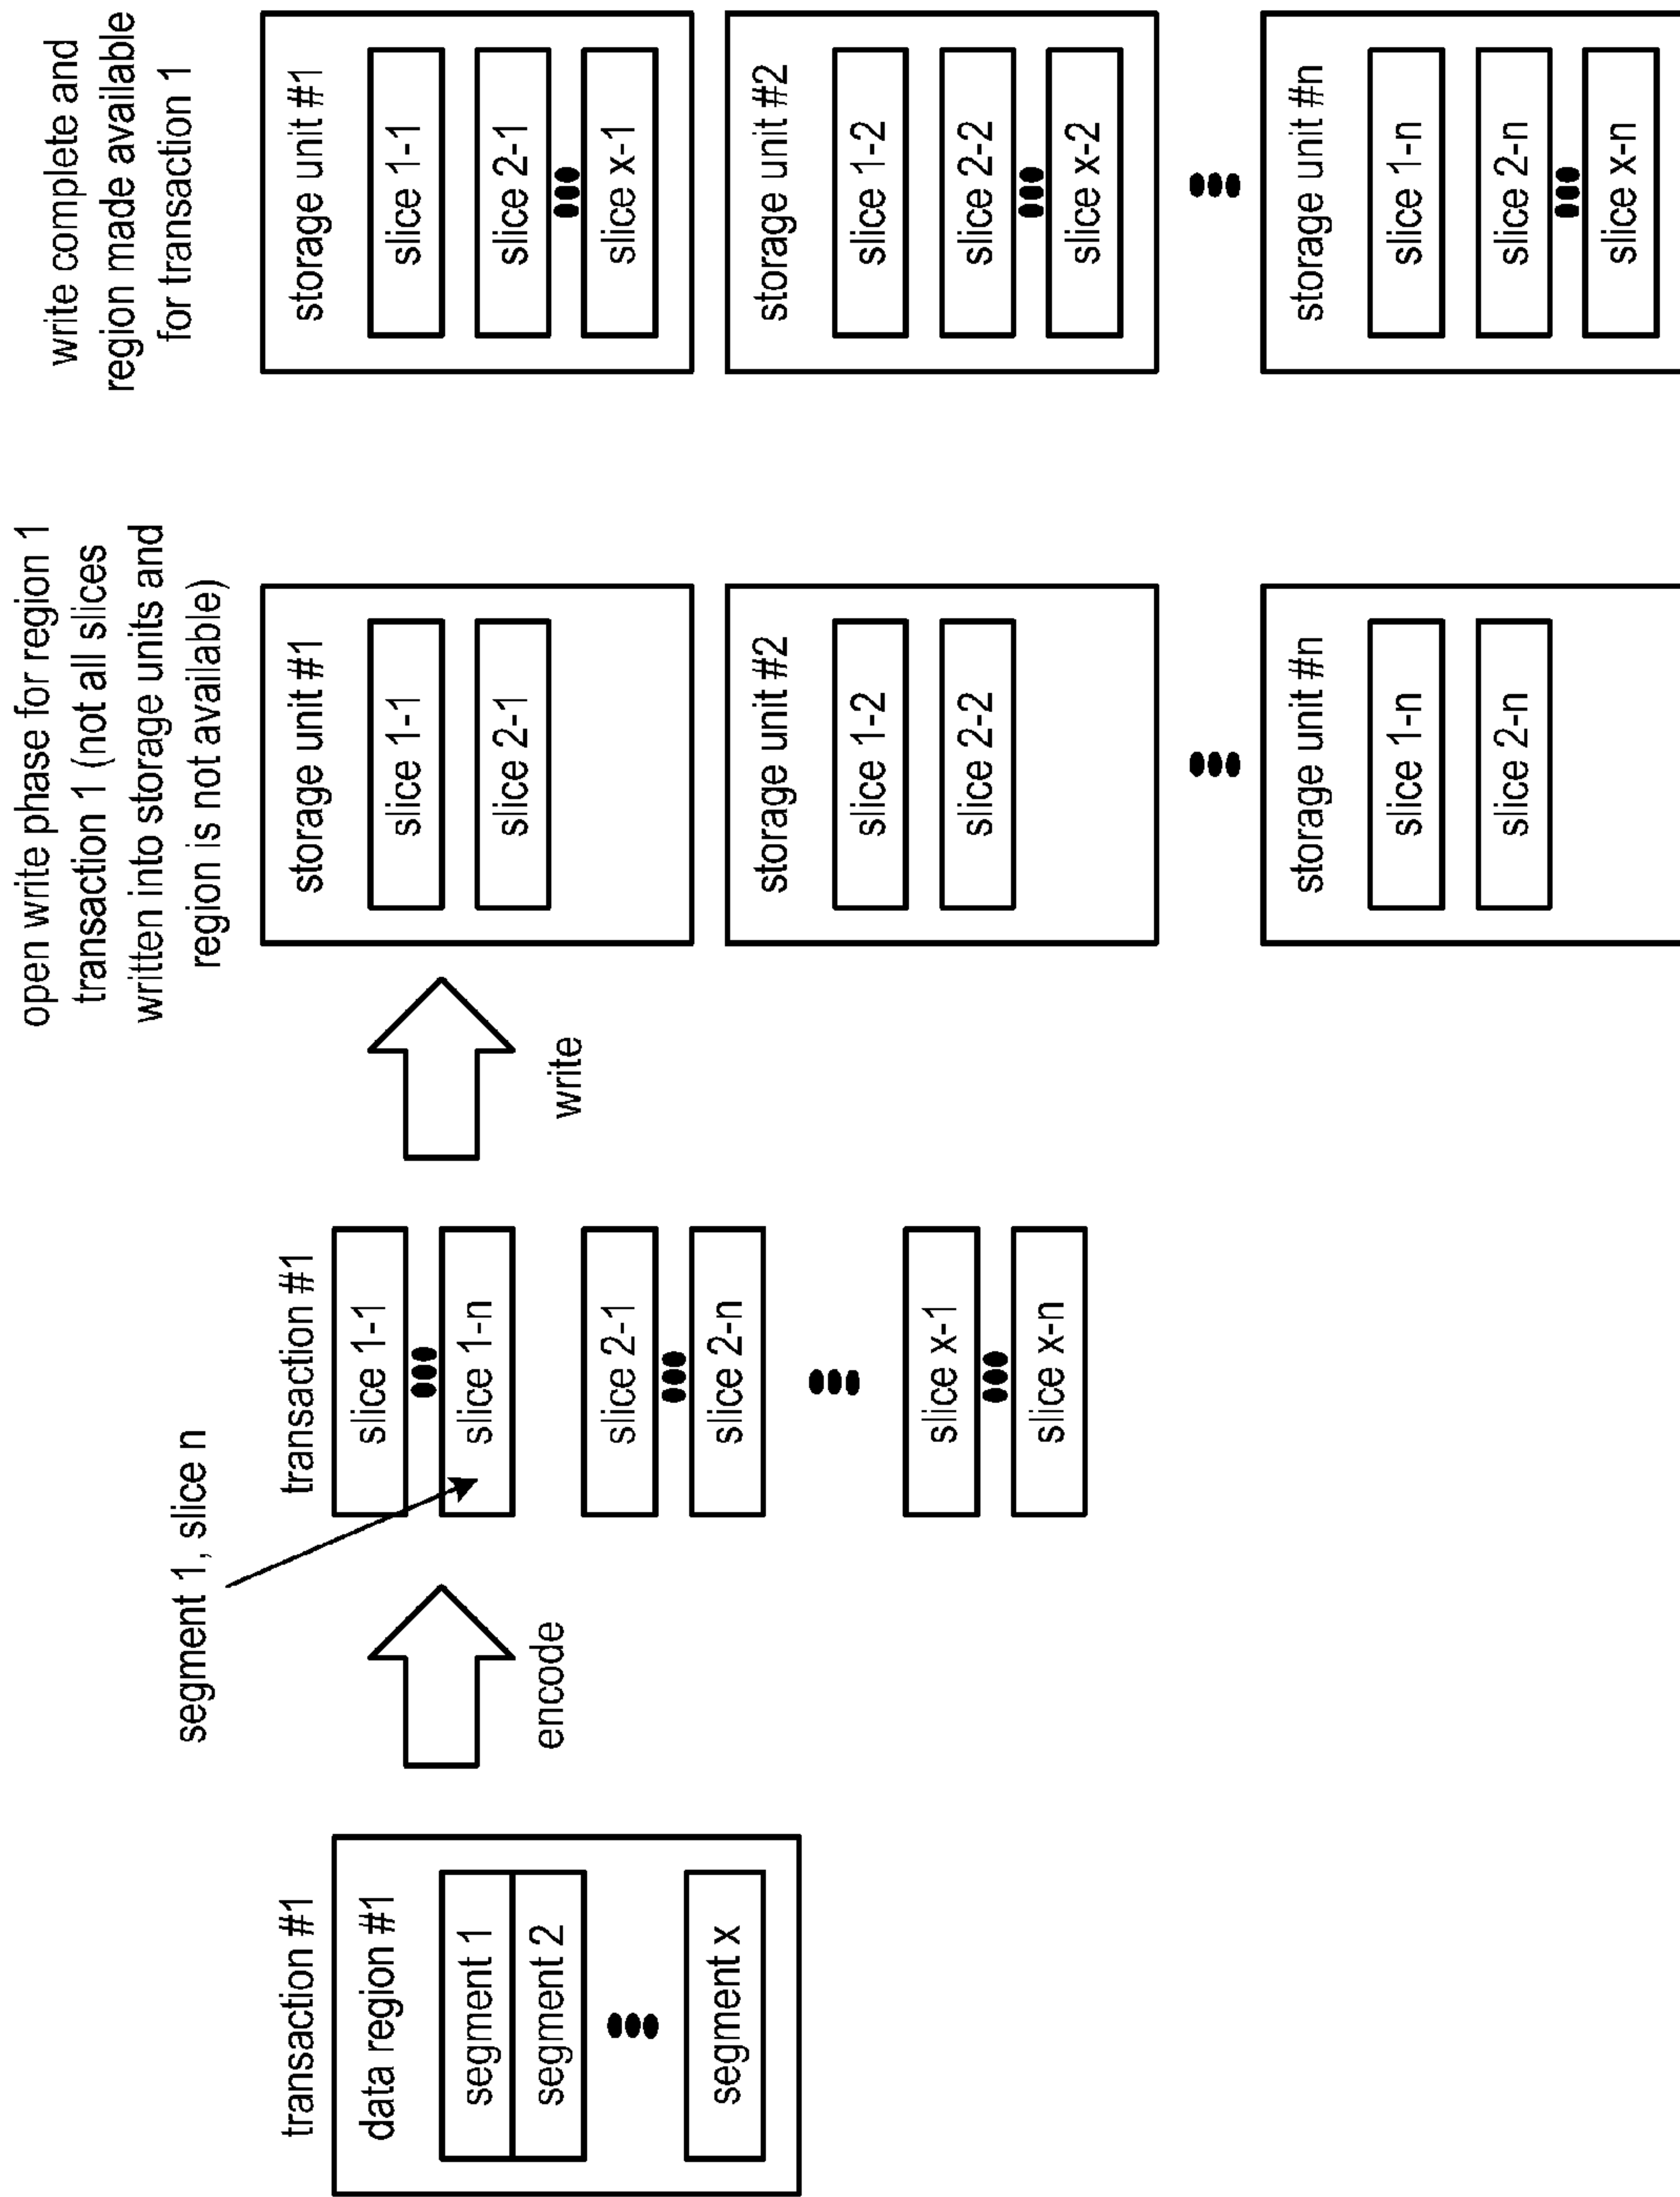 transaction #1
data region #1
segment 1
segment 2
segment x
encode
segment 1, slice n
transaction #1
slice 1-1
slice 1-n
slice 2-1
slice 2-n
slice x-1
slice x-n
write
open write phase for region 1
transaction 1 (not all slices
written into storage units and
region is not available)
storage unit #1
slice 1-1
slice 2-1
storage unit #2
slice 1-2
slice 2-2
storage unit #n
slice 1-n
slice 2-n
write complete and
region made available
for transaction 1
storage unit #1
slice 1-1
slice 2-1
slice x-1
storage unit #2
slice 1-2
slice 2-2
slice x-2
storage unit #n
slice 1-n
slice 2-n
slice x-n